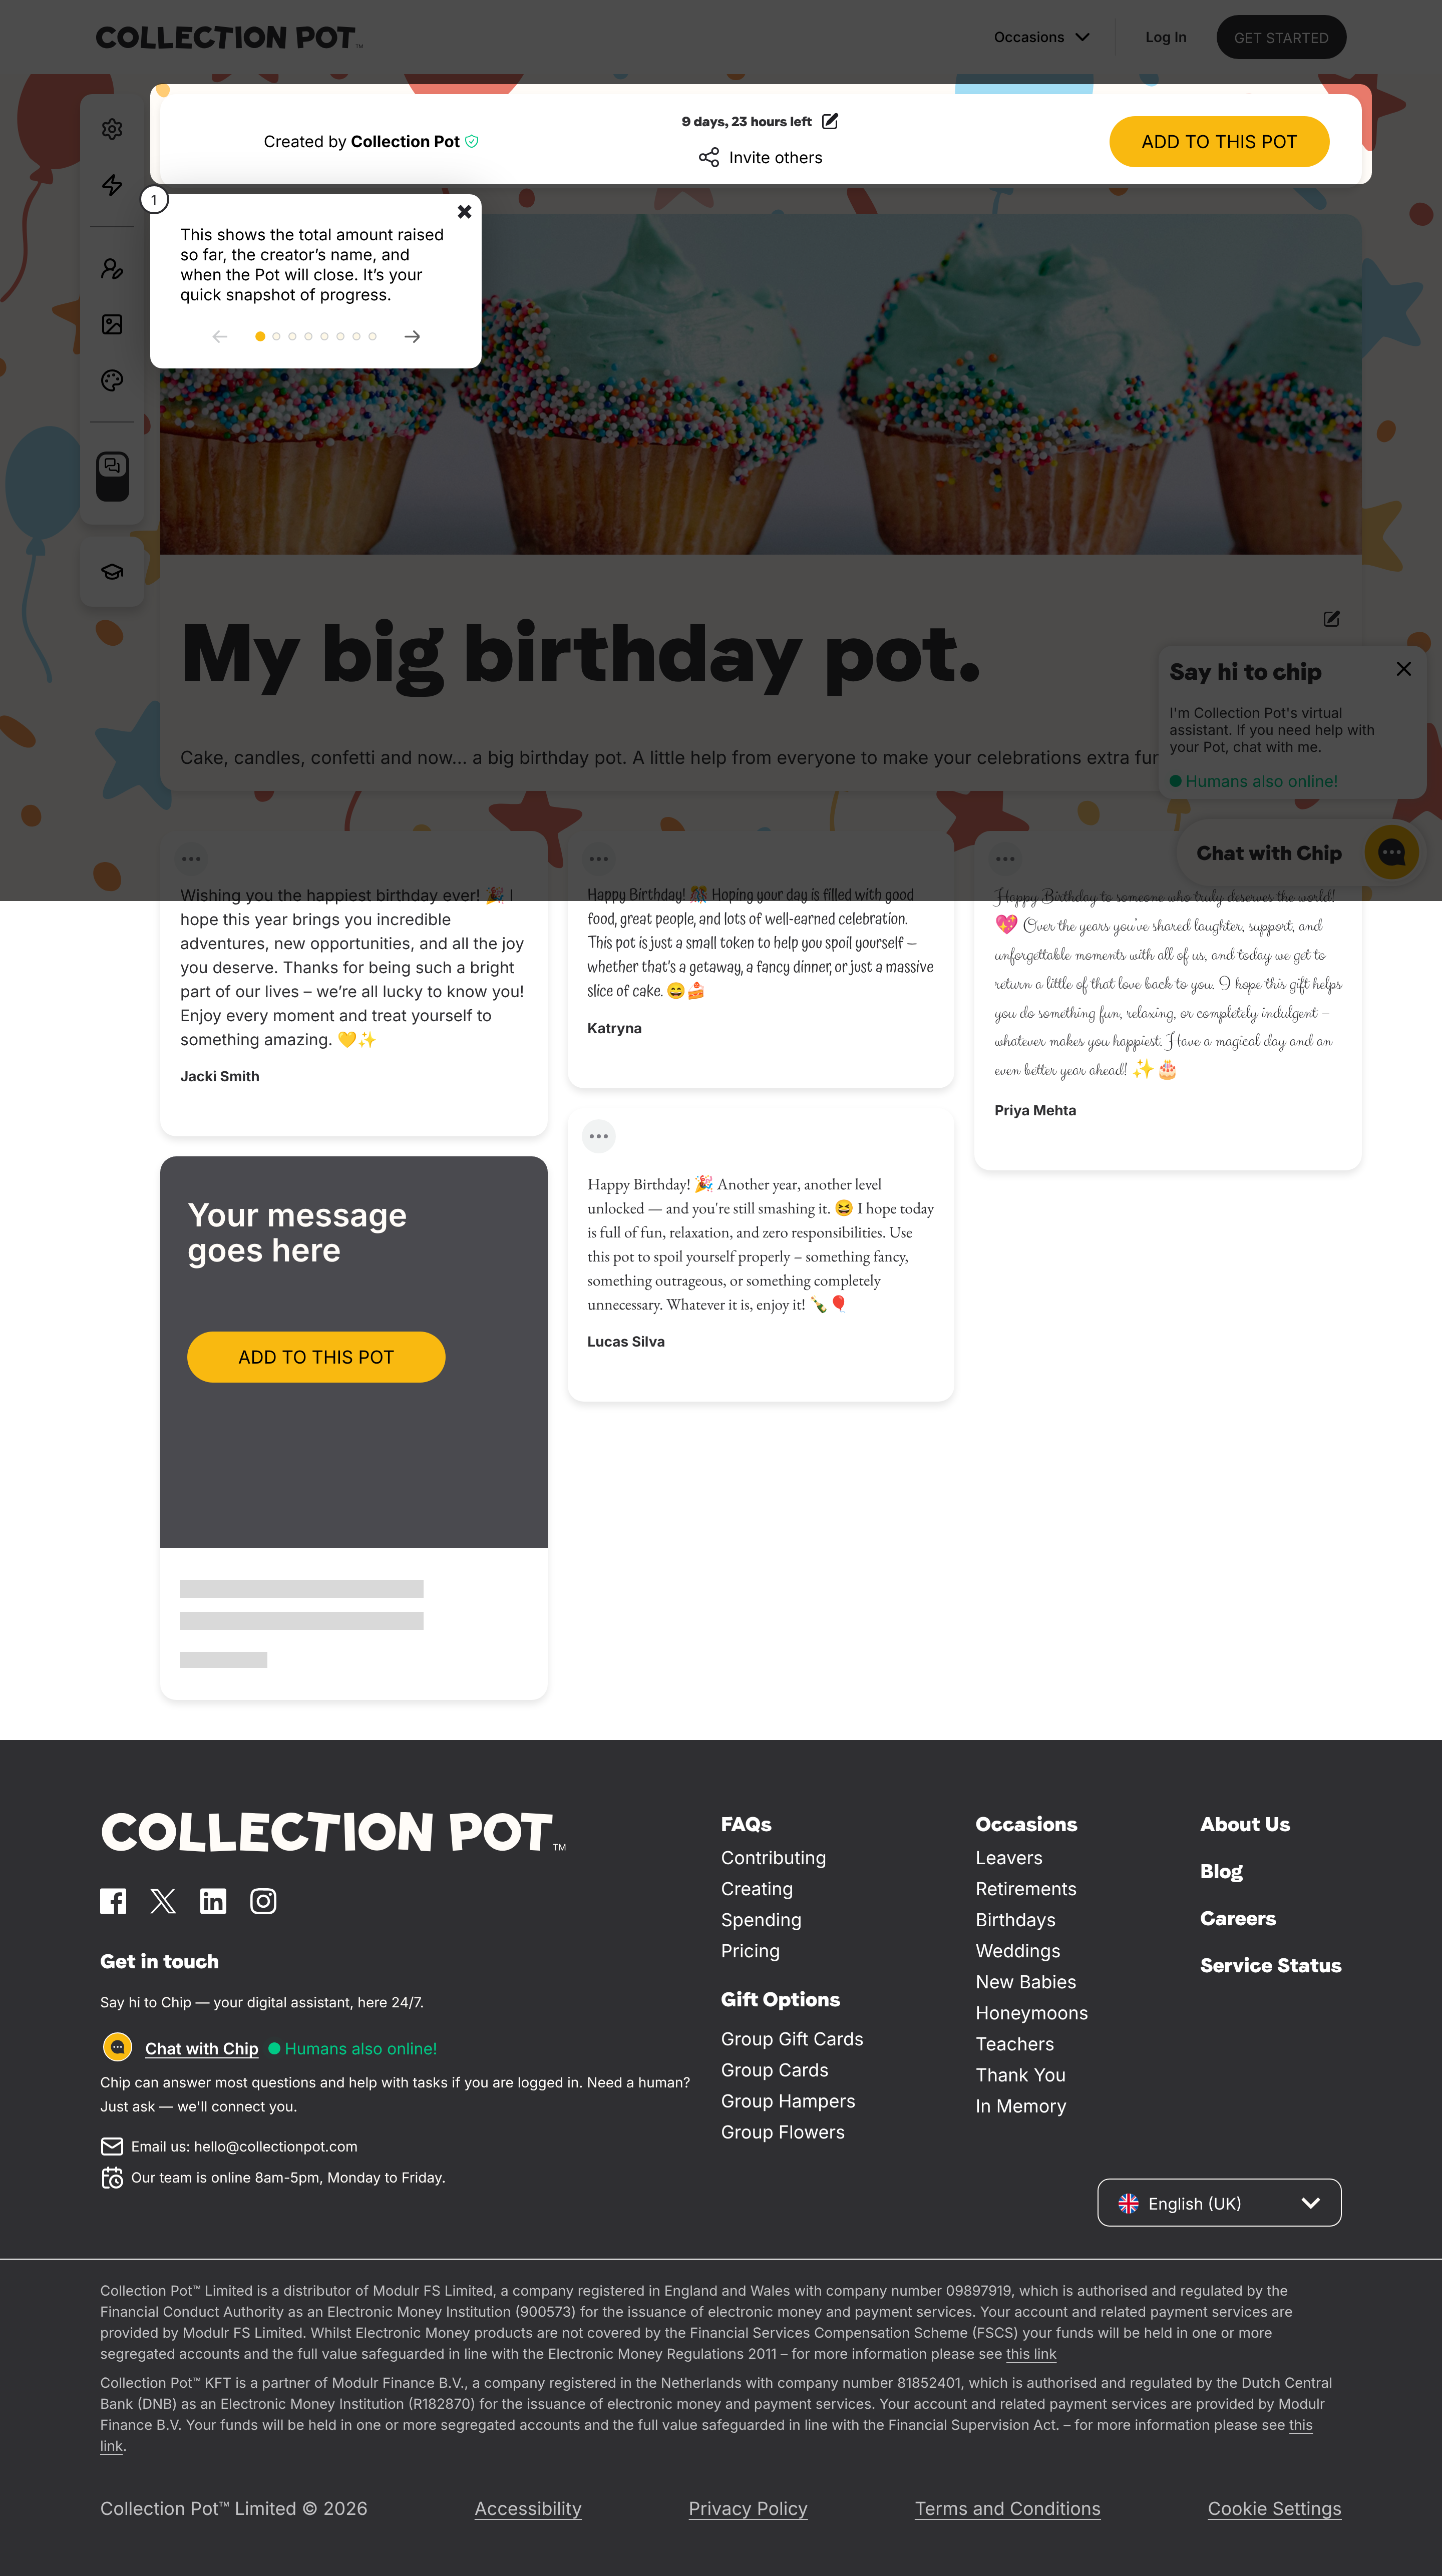 COLLECTION POT™
Occasions
Log In
GET STARTED
Created by Collection Pot
9 days, 23 hours left
Invite others
ADD TO THIS POT
1
This shows the total amount raised
so far, the creator’s name, and
when the Pot will close. It’s your
quick snapshot of progress.
My big birthday pot.
Cake, candles, confetti and now... a big birthday pot. A little help from everyone to make your celebrations extra
Say hi to chip
I'm Collection Pot's virtual
assistant. If you need help with
your Pot, chat with me.
Humans also online!
Chat with Chip
Wishing you the happiest birthday ever! 🎉 I
hope this year brings you incredible
adventures, new opportunities, and all the joy
you deserve. Thanks for being such a bright
part of our lives – we’re all lucky to know you!
Enjoy every moment and treat yourself to
something amazing. 💛✨
Jacki Smith
Happy Birthday! 🎊 Hoping your day is filled with good
food, great people, and lots of well-earned celebration.
This pot is just a small token to help you spoil yourself –
whether that’s a getaway, a fancy dinner, or just a massive
slice of cake. 😄🍰
Katryna
Happy Birthday to someone who truly deserves the world!
💖 Over the years you’ve shared laughter, support, and
unforgettable moments with all of us, and today we get to
return a little of that love back to you. I hope this gift helps
you do something fun, relaxing, or completely indulgent –
whatever makes you happiest. Have a magical day and an
even better year ahead! ✨🎂
Priya Mehta
Your message
goes here
ADD TO THIS POT
Happy Birthday! 🎉 Another year, another level
unlocked — and you're still smashing it. 😆 I hope today
is full of fun, relaxation, and zero responsibilities. Use
this pot to spoil yourself properly – something fancy,
something outrageous, or something completely
unnecessary. Whatever it is, enjoy it! 🍾🎈
Lucas Silva
COLLECTION POT™
Get in touch
Say hi to Chip — your digital assistant, here 24/7.
Chat with Chip
Humans also online!
Chip can answer most questions and help with tasks if you are logged in. Need a human?
Just ask — we'll connect you.
Email us: hello@collectionpot.com
Our team is online 8am-5pm, Monday to Friday.
FAQs
Contributing
Creating
Spending
Pricing
Gift Options
Group Gift Cards
Group Cards
Group Hampers
Group Flowers
Occasions
Leavers
Retirements
Birthdays
Weddings
New Babies
Honeymoons
Teachers
Thank You
In Memory
About Us
Blog
Careers
Service Status
English (UK)
Collection Pot™ Limited is a distributor of Modulr FS Limited, a company registered in England and Wales with company number 09897919, which is authorised and regulated by the
Financial Conduct Authority as an Electronic Money Institution (900573) for the issuance of electronic money and payment services. Your account and related payment services are
provided by Modulr FS Limited. Whilst Electronic Money products are not covered by the Financial Services Compensation Scheme (FSCS) your funds will be held in one or more
segregated accounts and the full value safeguarded in line with the Electronic Money Regulations 2011 – for more information please see this link
Collection Pot™ KFT is a partner of Modulr Finance B.V., a company registered in the Netherlands with company number 81852401, which is authorised and regulated by the Dutch Central
Bank (DNB) as an Electronic Money Institution (R182870) for the issuance of electronic money and payment services. Your account and related payment services are provided by Modulr
Finance B.V. Your funds will be held in one or more segregated accounts and the full value safeguarded in line with the Financial Supervision Act. – for more information please see this
link.
Collection Pot™ Limited © 2026
Accessibility
Privacy Policy
Terms and Conditions
Cookie Settings